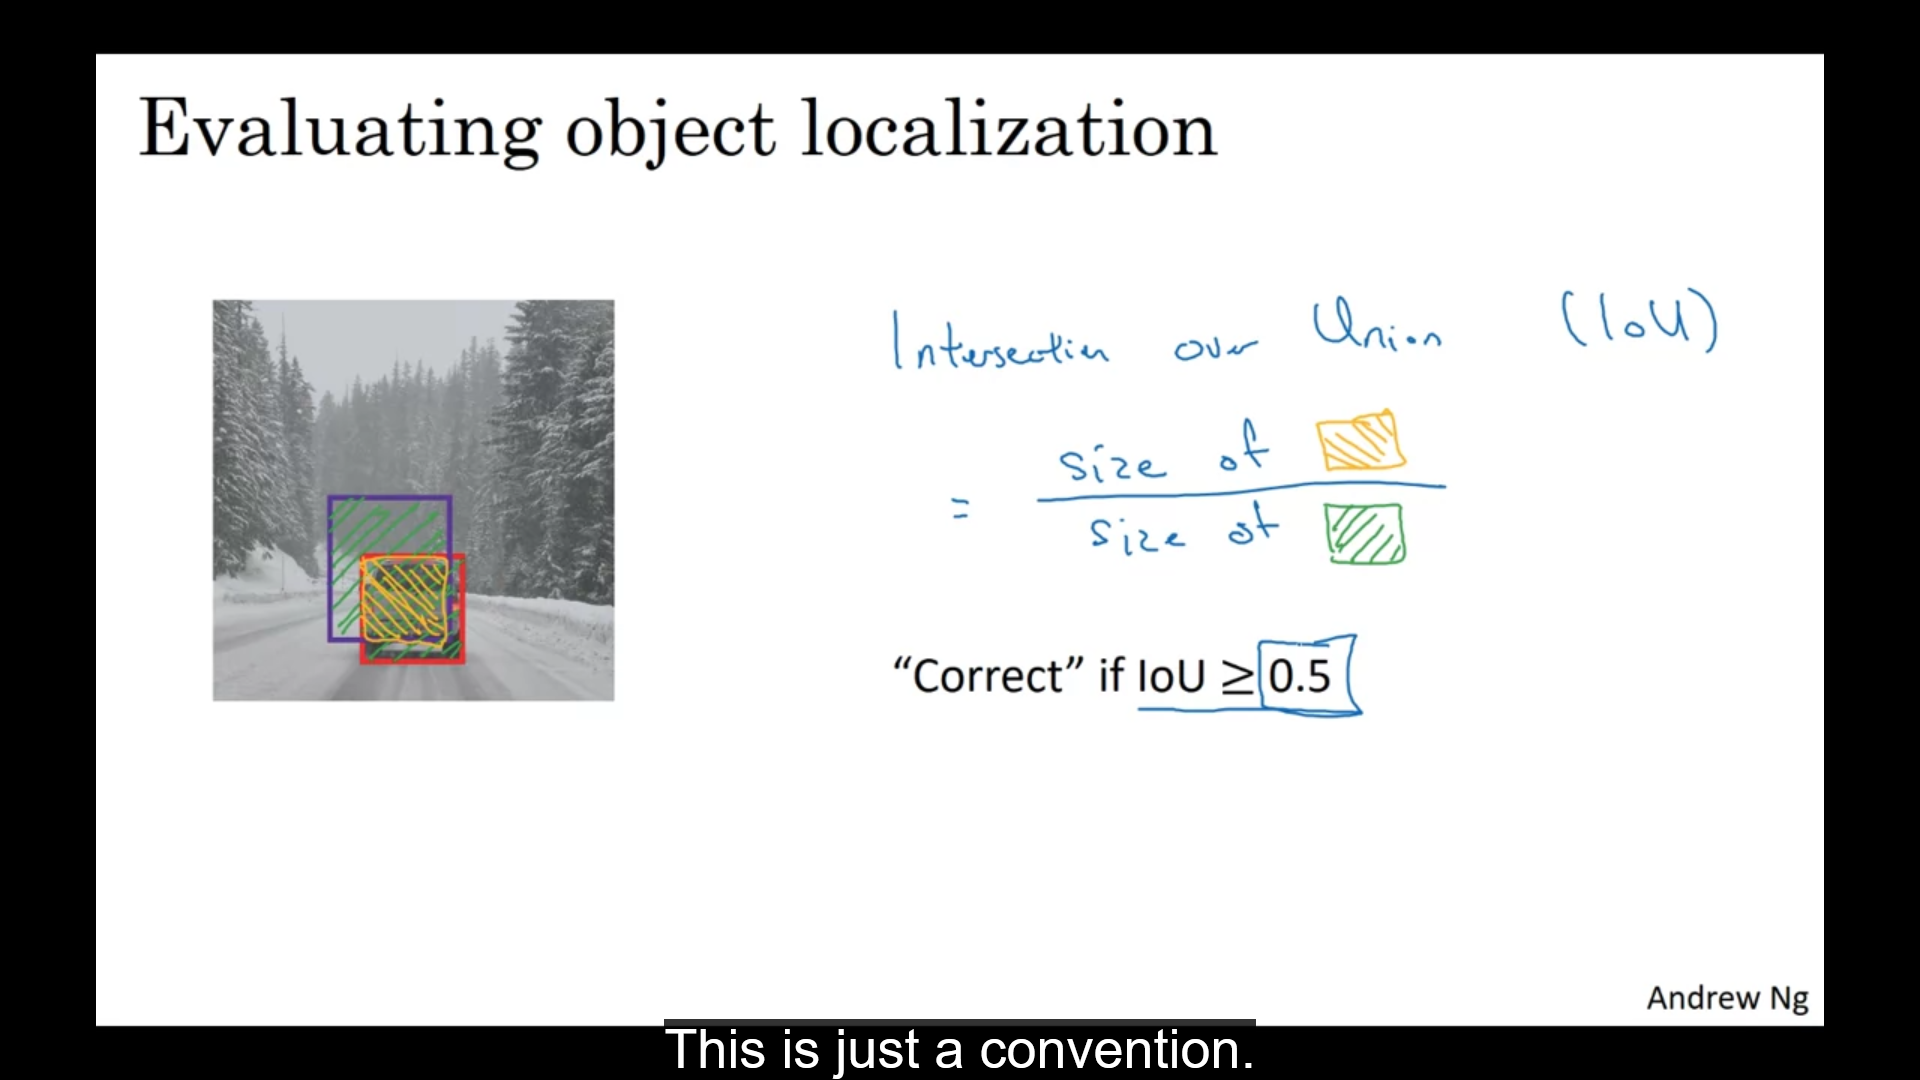 Evaluating object localization
Intersection over Union (IoU)
= size of
size of
“Correct” if IoU ≥ 0.5
Andrew Ng
This is just a convention.